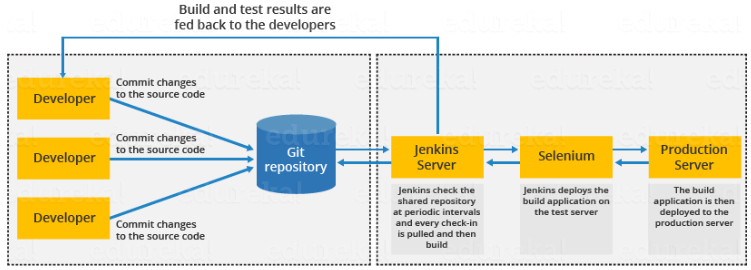 Build and test results are
fed back to the developers
Developer
Commit changes
to the source code
Developer
Commit changes
to the source code
Developer
Commit changes
to the source code
Git
repository
Jenkins
Server
Jenkins check the
shared repository
at periodic intervals
and every check-in
is pulled and then
build
Selenium
Jenkins deploys the
build application on
the test server
Production
Server
The build
application is then
deployed to the
production server
edureka!